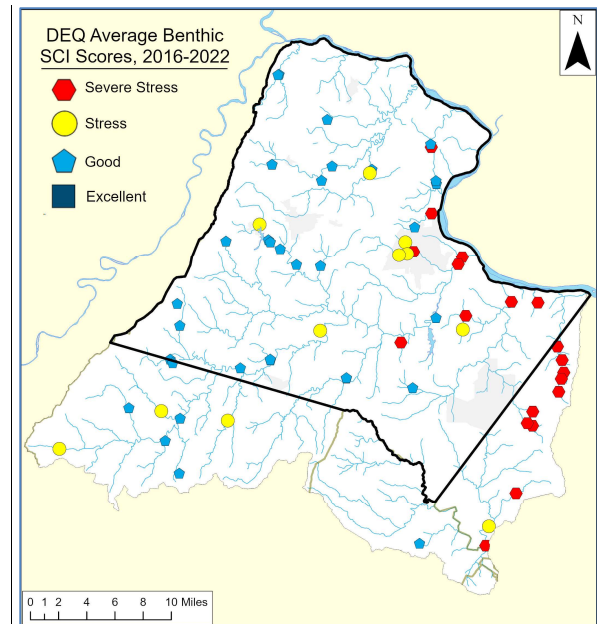 DEQ Average Benthic
SCI Scores, 2016-2022
Severe Stress
Stress
Good
Excellent
N
0 1 2 4 6 8 10 Miles